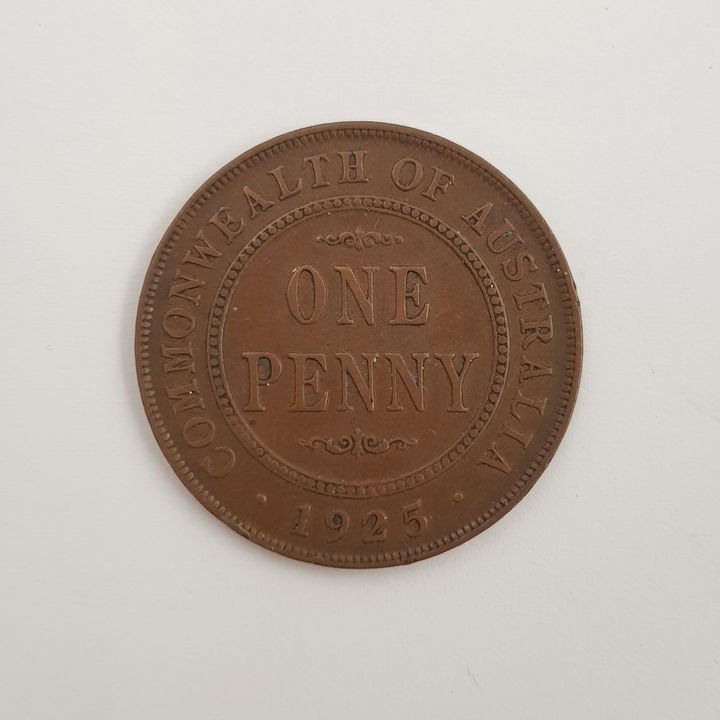 COMMONWEALTH OF AUSTRALIA
ONE
PENNY
· 1925 ·